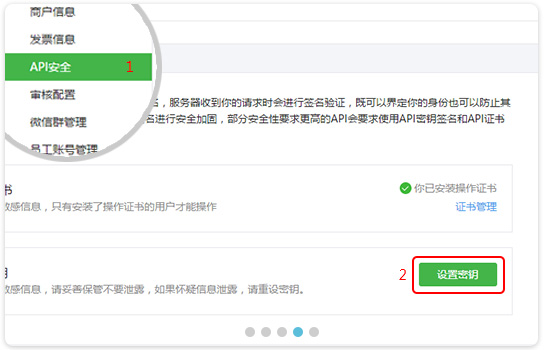 商户信息
发票信息
API安全 1
审核配置
名，服务器收到你的请求时会进行签名验证，既可以界定你的身份也可以防止其
微信群管理
名进行安全加固，部分安全性要求更高的API会要求使用API密钥签名和API证书
员工账号管理
书
你已安装操作证书
敏感信息，只有安装了操作证书的用户才能操作
证书管理
2 设置密钥
敏感信息，请妥善保管不要泄露，如果怀疑信息泄露，请重设密钥。